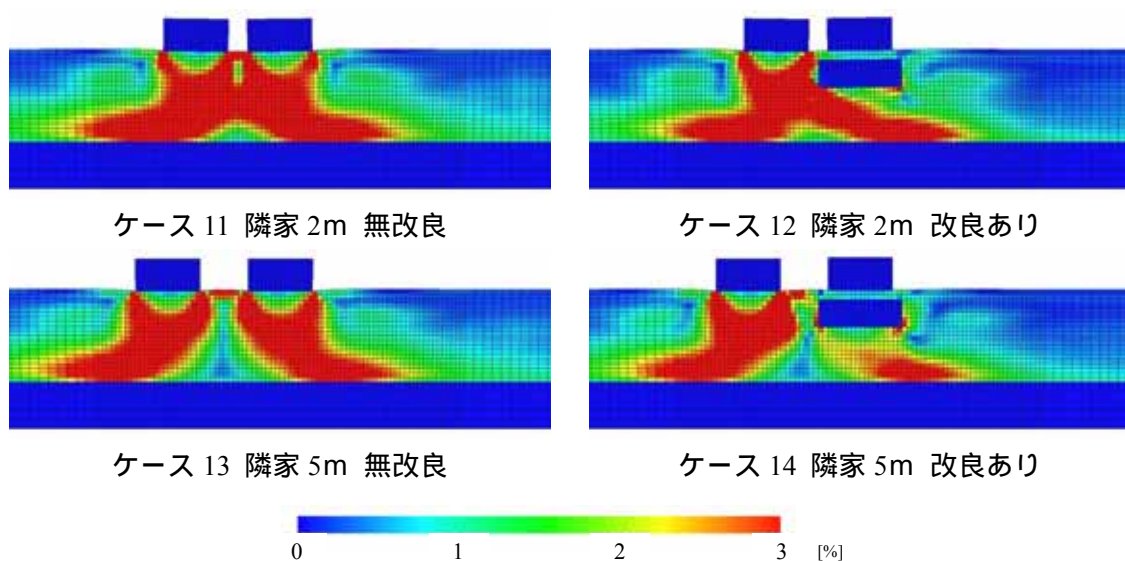 ケース 11 隣家 2m 無改良
ケース 12 隣家 2m 改良あり
ケース 13 隣家 5m 無改良
ケース 14 隣家 5m 改良あり
0 1 2 3 [%]